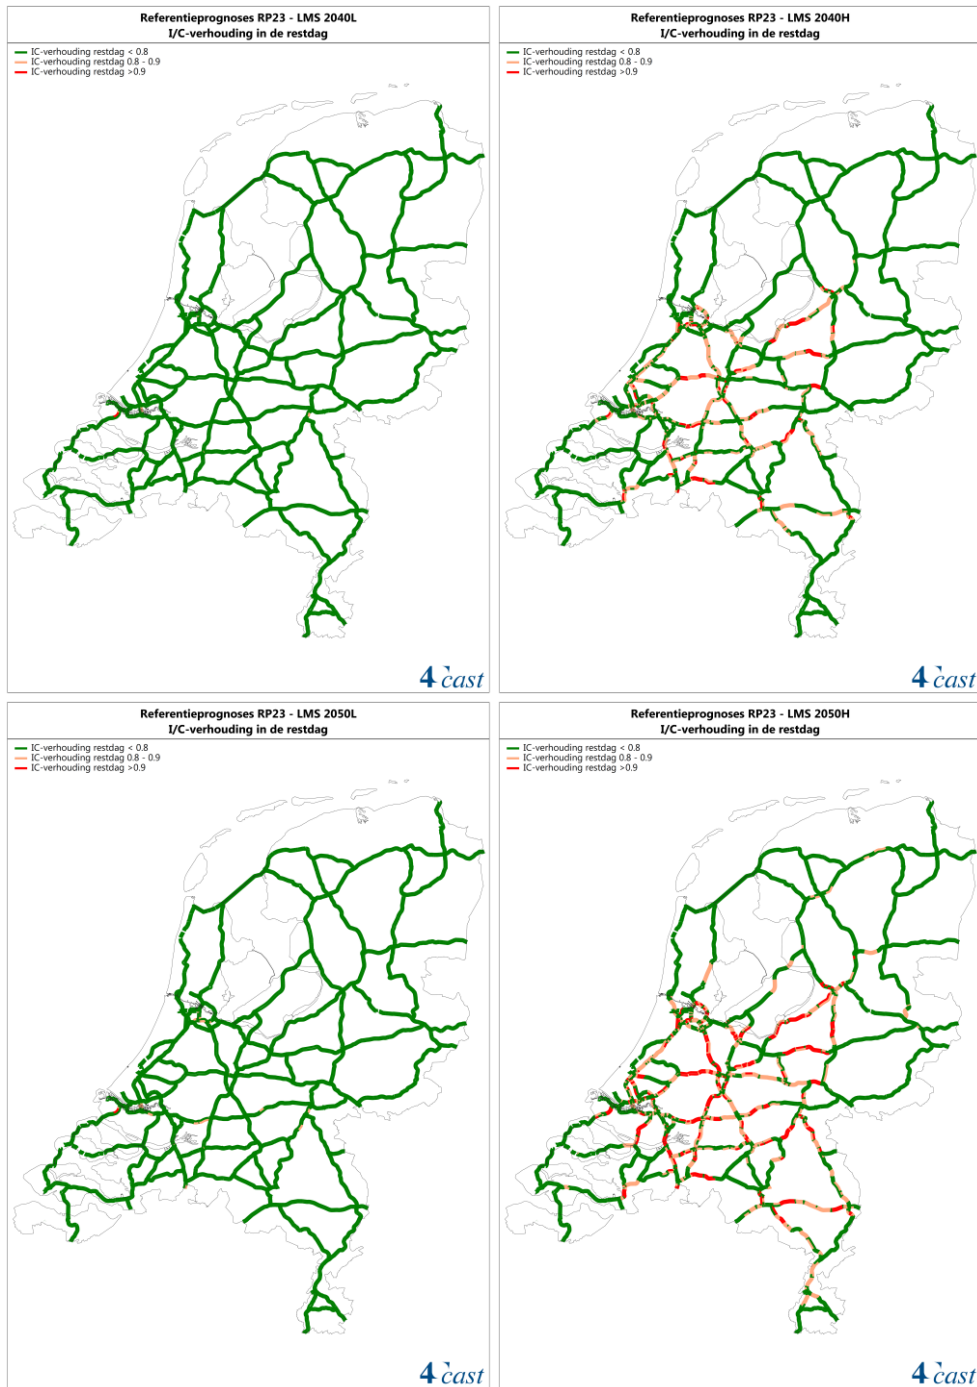 Referentieprognoses RP23 - LMS 2040L
I/C-verhouding in de restdag
IC-verhouding restdag < 0.8
IC-verhouding restdag 0.8 - 0.9
IC-verhouding restdag >0.9
4cast
Referentieprognoses RP23 - LMS 2040H
I/C-verhouding in de restdag
IC-verhouding restdag < 0.8
IC-verhouding restdag 0.8 - 0.9
IC-verhouding restdag >0.9
4cast
Referentieprognoses RP23 - LMS 2050L
I/C-verhouding in de restdag
IC-verhouding restdag < 0.8
IC-verhouding restdag 0.8 - 0.9
IC-verhouding restdag >0.9
4cast
Referentieprognoses RP23 - LMS 2050H
I/C-verhouding in de restdag
IC-verhouding restdag < 0.8
IC-verhouding restdag 0.8 - 0.9
IC-verhouding restdag >0.9
4cast